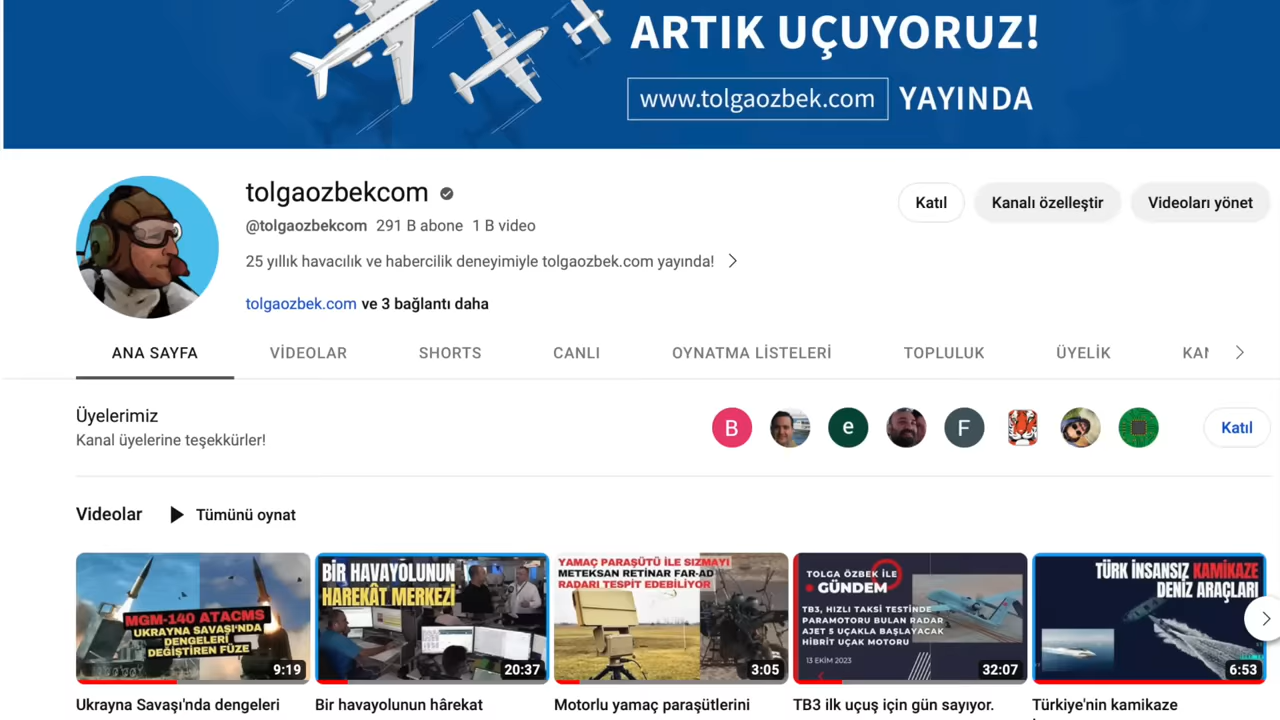 ARTIK UÇUYORUZ!
www.tolgaozbek.com YAYINDA
tolgaozbekcom
@tolgaozbekcom 291 B abone 1 B video
Katıl
Kanalı özelleştir
Videoları yönet
25 yıllık havacılık ve habercilik deneyimiyle tolgaozbek.com yayında!
tolgaozbek.com ve 3 bağlantı daha
ANA SAYFA VİDEOLAR SHORTS CANLI OYNATMA LİSTELERİ TOPLULUK ÜYELİK KAN
Üyelerimiz
Kanal üyelerine teşekkürler!
B
e
F
Katıl
Videolar Tümünü oynat
MGM-140 ATACMS
UKRAYNA SAVAŞI'NDA
DENGELERİ
DEĞİŞTİREN FÜZE
9:19
Ukrayna Savaşı'nda dengeleri
BİR HAVAYOLUNUN
HAREKÂT MERKEZİ
20:37
Bir havayolunun hârekat
YAMAÇ PARAŞÜTÜ İLE SIZMAYI
METEKSAN RETINAR FAR-AD
RADARI TESPİT EDEBİLİYOR
3:05
Motorlu yamaç paraşütlerini
TOLGA ÖZBEK İLE
GÜNDEM
TB3, HIZLI TAKSİ TESTİNDE
PARAMOTORU BULAN RADAR
AJET 5 UÇAKLA BAŞLAYACAK
HİBRİT UÇAK MOTORU
13 EKİM 2023
32:07
TB3 ilk uçuş için gün sayıyor.
TÜRK İNSANSIZ KAMİKAZE
DENİZ ARAÇLARI
6:53
Türkiye'nin kamikaze